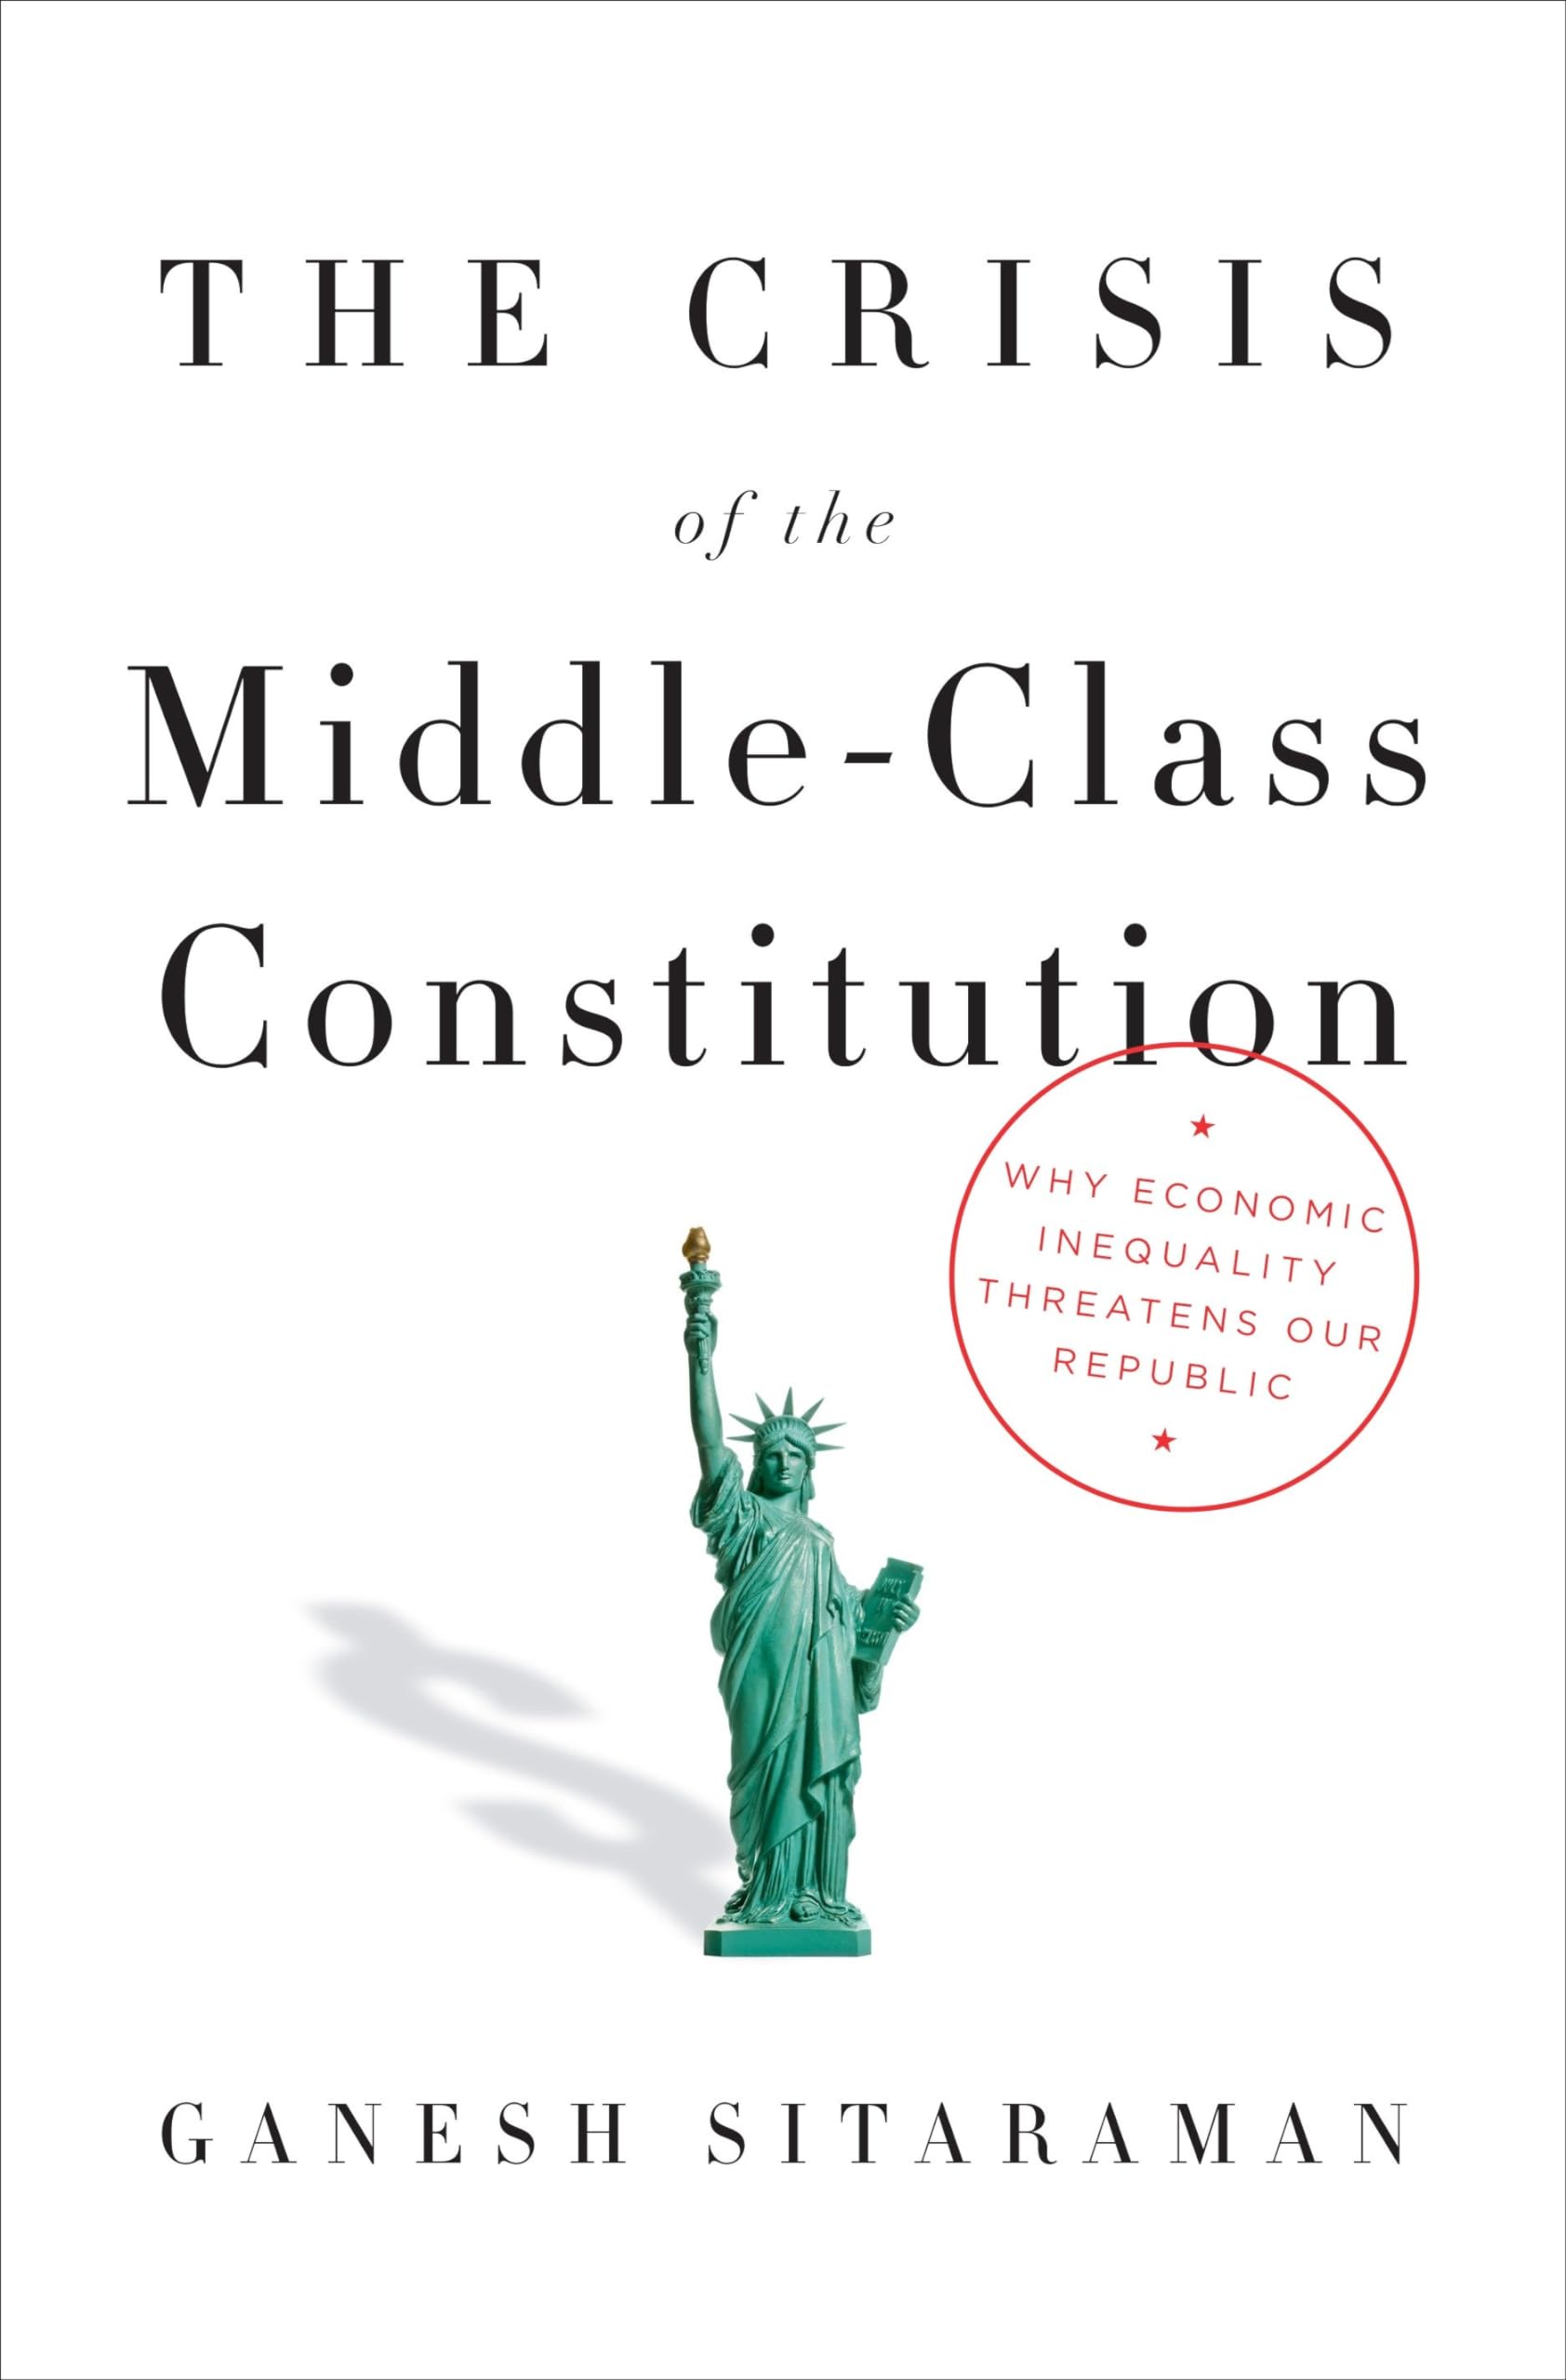 THE CRISIS
of the
Middle-Class
Constitution
WHY ECONOMIC
INEQUALITY
THREATENS OUR
REPUBLIC
GANESH SITARAMAN